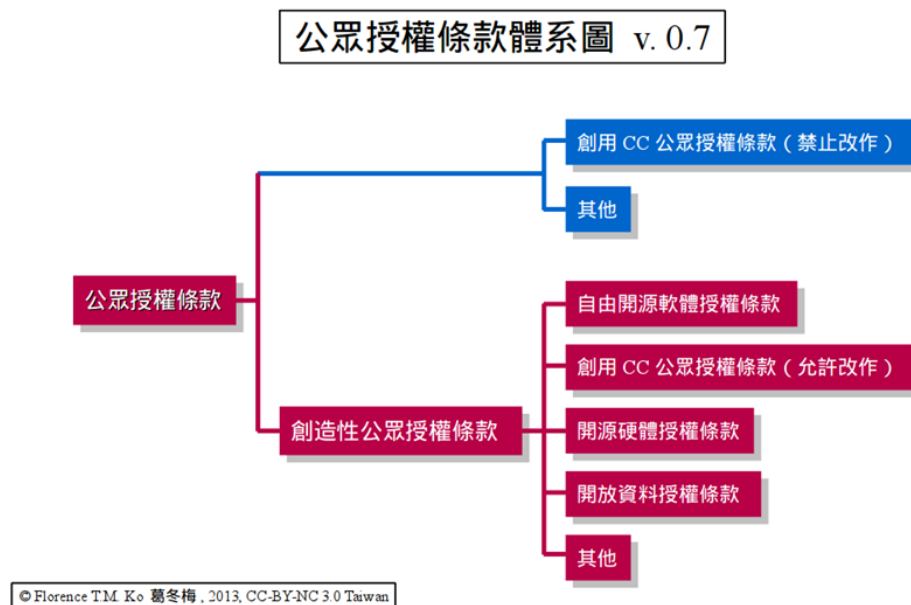 公眾授權條款體系圖 v. 0.7
創用 CC 公眾授權條款 ( 禁止改作 )
其他
公眾授權條款
自由開源軟體授權條款
創用 CC 公眾授權條款 ( 允許改作 )
創造性公眾授權條款
開源硬體授權條款
開放資料授權條款
其他
© Florence T.M. Ko 葛冬梅 , 2013, CC-BY-NC 3.0 Taiwan